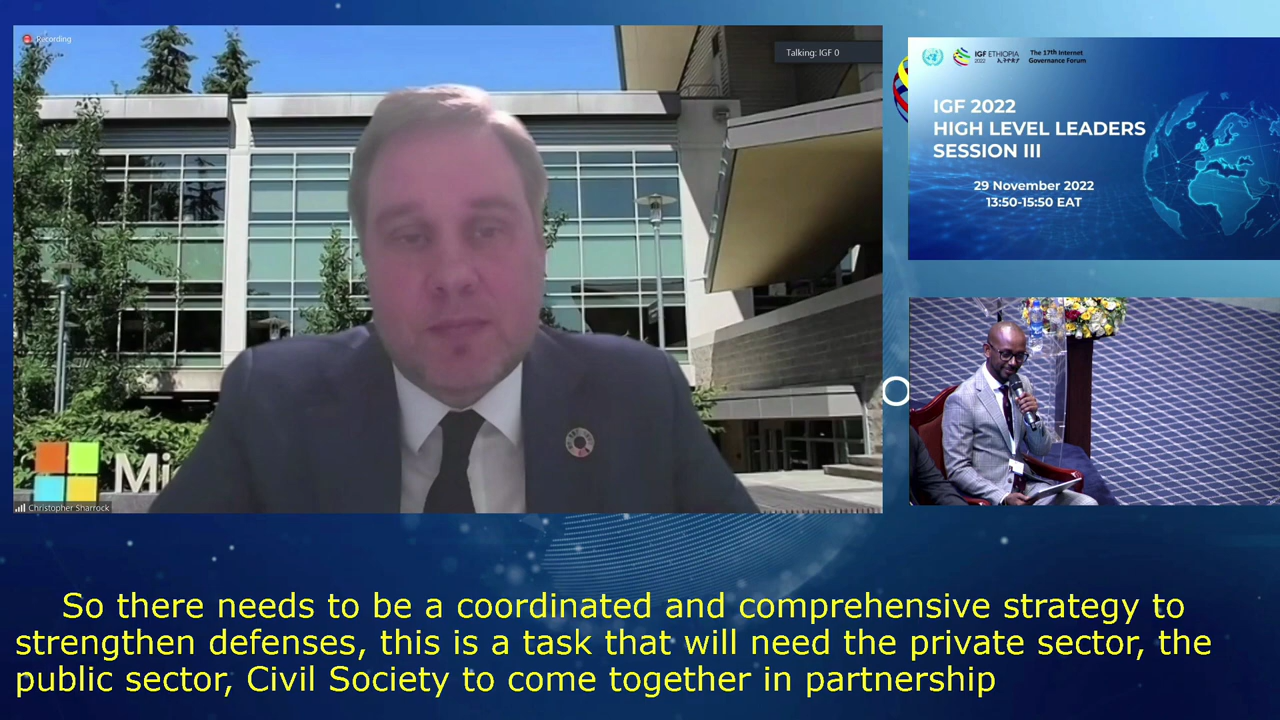 Recording
Talking: IGF 0
Mi
Christopher Sharrock
IGF ETHIOPIA
2022 ኢትዮጵያ
The 17th Internet
Governance Forum
IGF 2022
HIGH LEVEL LEADERS
SESSION III
29 November 2022
13:50-15:50 EAT
O
So there needs to be a coordinated and comprehensive strategy to
strengthen defenses, this is a task that will need the private sector, the
public sector, Civil Society to come together in partnership